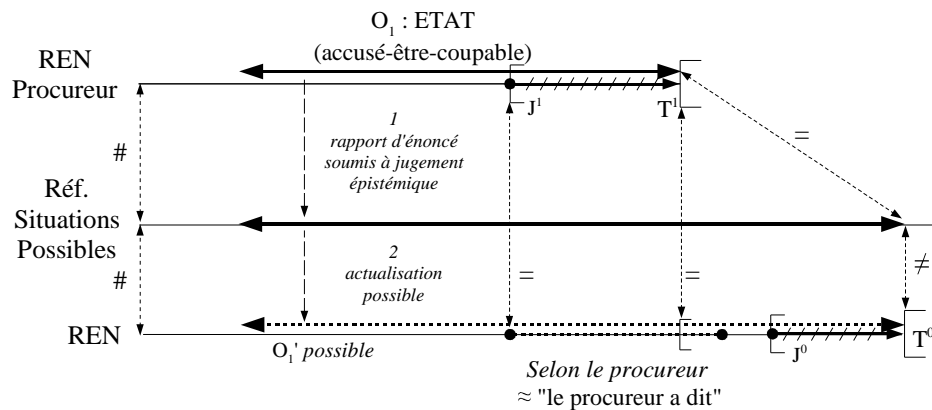 O₁ : ETAT
(accusé-être-coupable)
REN
Procureur
J¹
T¹
1
rapport d'énoncé
soumis à jugement
épistémique
=
#
Réf.
Situations
Possibles
2
actualisation
possible
#
=
=
≠
REN
O₁' possible
J⁰
T⁰
Selon le procureur
≈ "le procureur a dit"